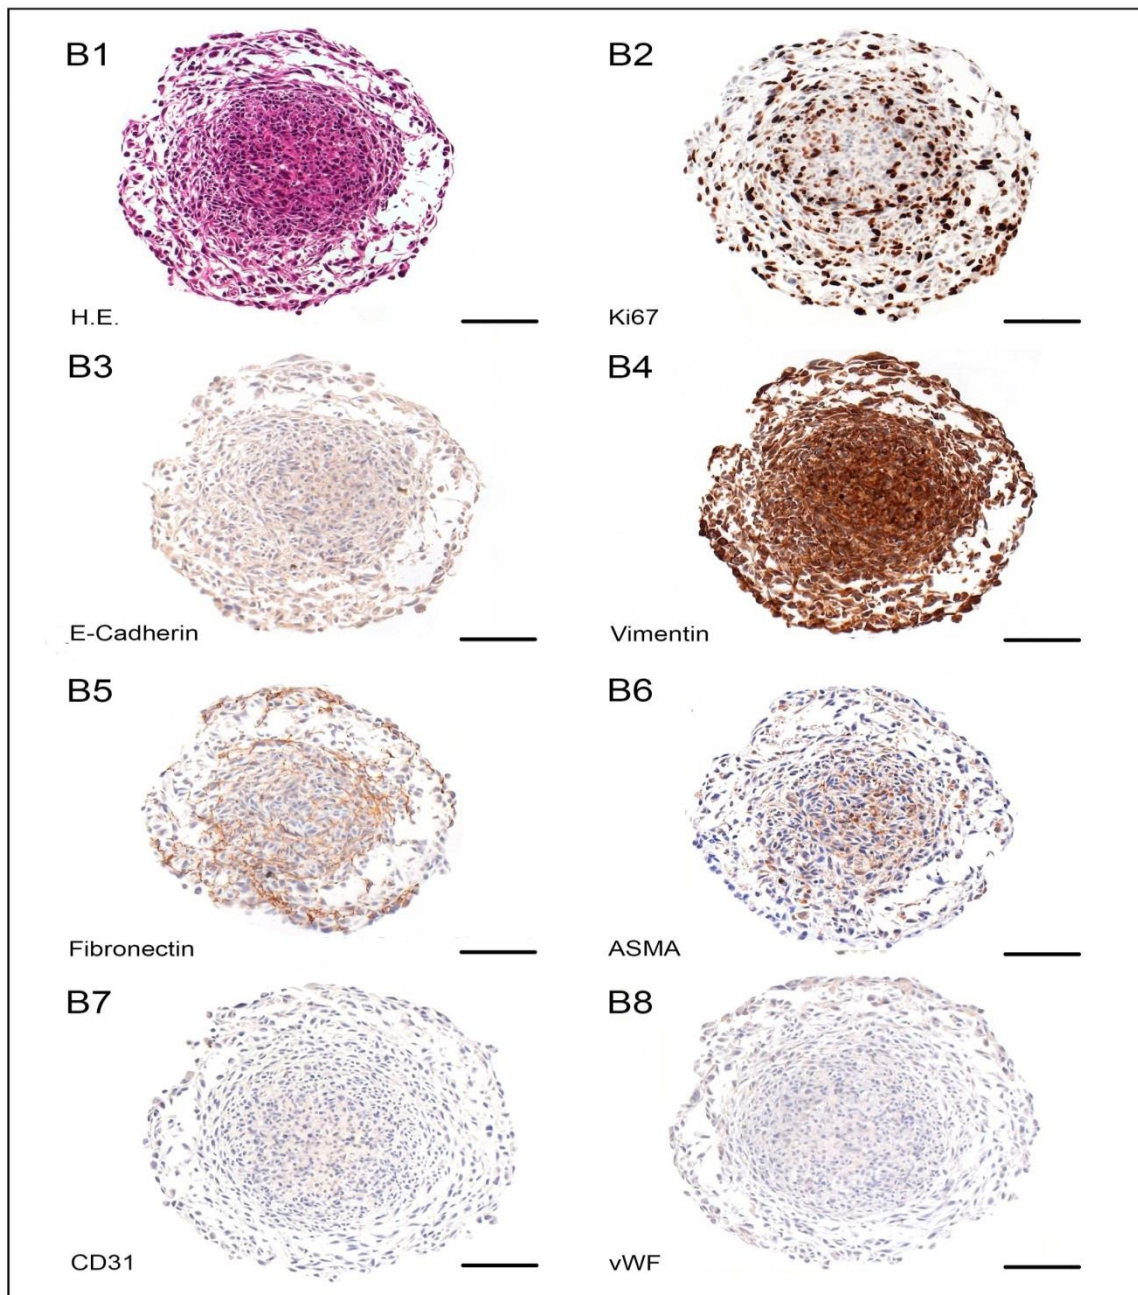 B1
B2
H.E.
Ki67
B3
B4
E-Cadherin
Vimentin
B5
B6
Fibronectin
ASMA
B7
B8
CD31
vWF